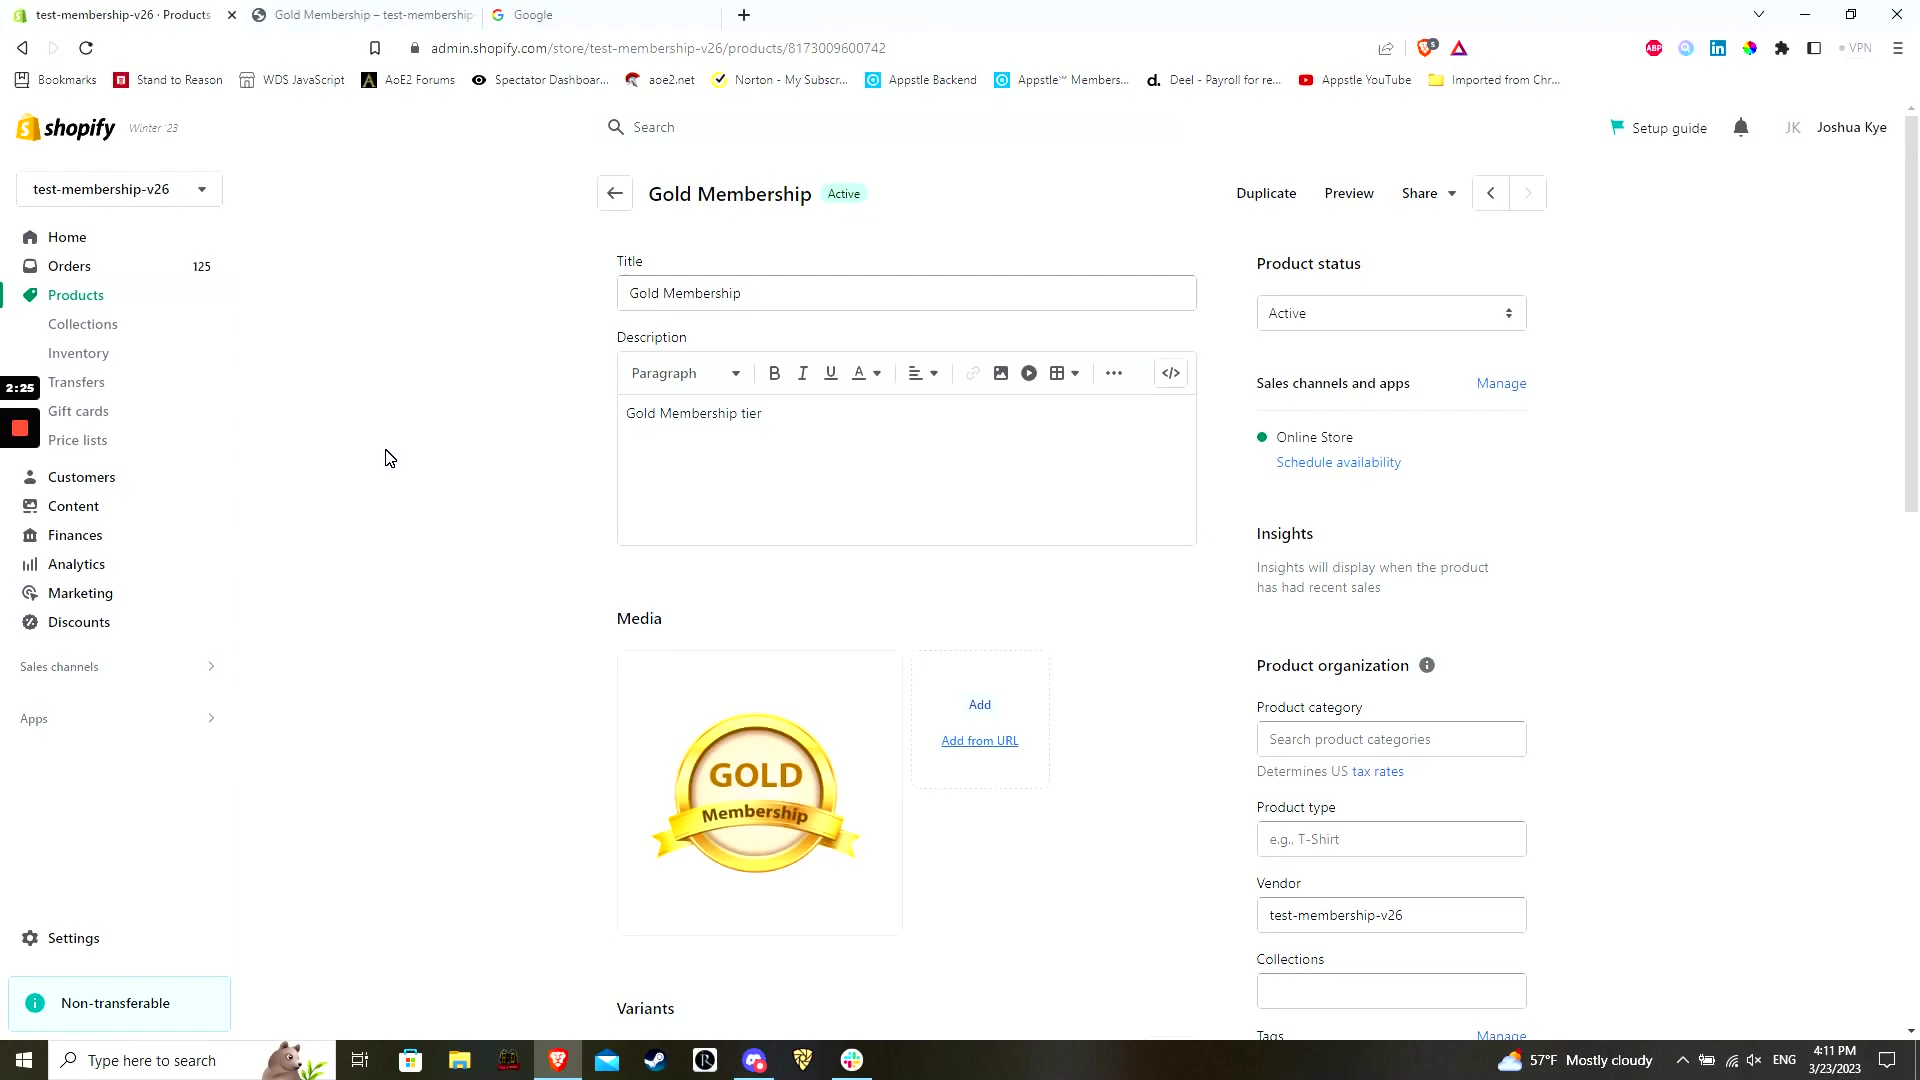 test-membership-v26 · Products
Gold Membership – test-membership
Google
admin.shopify.com/store/test-membership-v26/products/8173009600742
5
ABP
VPN
Bookmarks
Stand to Reason
WDS JavaScript
AoE2 Forums
Spectator Dashboar...
aoe2.net
Norton - My Subscr...
Appstle Backend
Appstle℠ Members...
d.
Deel - Payroll for re...
Appstle YouTube
Imported from Chr...
shopify
Winter '23
Search
Setup guide
JK
Joshua Kye
test-membership-v26
Gold Membership
Active
Duplicate
Preview
Share
Home
Orders
125
Products
Collections
Inventory
2:25
Transfers
Gift cards
Price lists
Customers
Content
Finances
Analytics
Marketing
Discounts
Sales channels
Apps
Settings
Non-transferable
Title
Gold Membership
Description
Paragraph
B
I
U
A
</>
Gold Membership tier
Media
GOLD
Membership
Add
Add from URL
Variants
Product status
Active
Sales channels and apps
Manage
Online Store
Schedule availability
Insights
Insights will display when the product
has had recent sales
Product organization
Product category
Search product categories
Determines US tax rates
Product type
e.g., T-Shirt
Vendor
test-membership-v26
Collections
Tags
Manage
Type here to search
R
57°F Mostly cloudy
ENG
4:11 PM
3/23/2023